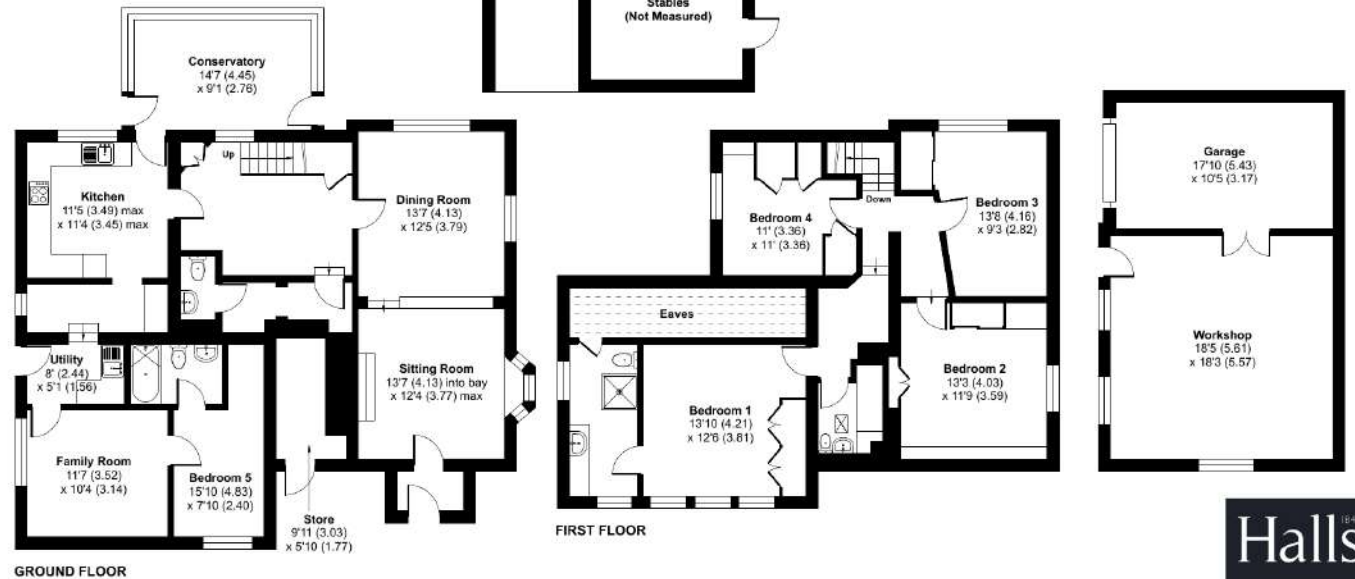 Stables
(Not Measured)
Conservatory
14'7 (4.45)
x 9'1 (2.76)
Up
Kitchen
11'5 (3.49) max
x 11'4 (3.45) max
Dining Room
13'7 (4.13)
x 12'5 (3.79)
Utility
8' (2.44)
x 5'1 (1.56)
Sitting Room
13'7 (4.13) into bay
x 12'4 (3.77) max
Family Room
11'7 (3.52)
x 10'4 (3.14)
Bedroom 5
15'10 (4.83)
x 7'10 (2.40)
Store
9'11 (3.03)
x 5'10 (1.77)
GROUND FLOOR
Down
Bedroom 4
11' (3.36)
x 11' (3.36)
Bedroom 3
13'8 (4.16)
x 9'3 (2.82)
Eaves
Bedroom 1
13'10 (4.21)
x 12'6 (3.81)
Bedroom 2
13'3 (4.03)
x 11'9 (3.59)
FIRST FLOOR
Garage
17'10 (5.43)
x 10'5 (3.17)
Workshop
18'5 (5.61)
x 18'3 (5.57)
Halls